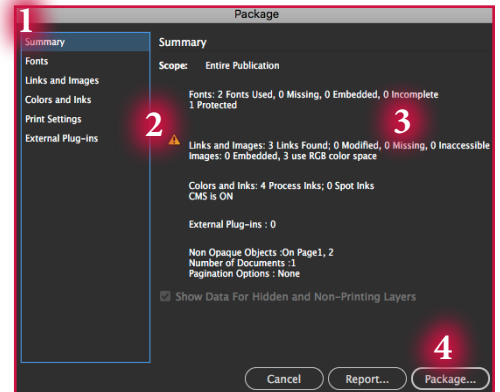 Package
1
Summary
Fonts
Links and Images
Colors and Inks
Print Settings
External Plug-ins
Summary
Scope: Entire Publication
Fonts: 2 Fonts Used, 0 Missing, 0 Embedded, 0 Incomplete
1 Protected
2
3
Links and Images: 3 Links Found; 0 Modified, 0 Missing, 0 Inaccessible
Images: 0 Embedded, 3 use RGB color space
Colors and Inks: 4 Process Inks; 0 Spot Inks
CMS is ON
External Plug-ins : 0
Non Opaque Objects :On Page1, 2
Number of Documents :1
Pagination Options : None
Show Data For Hidden and Non-Printing Layers
4
Cancel Report... Package...